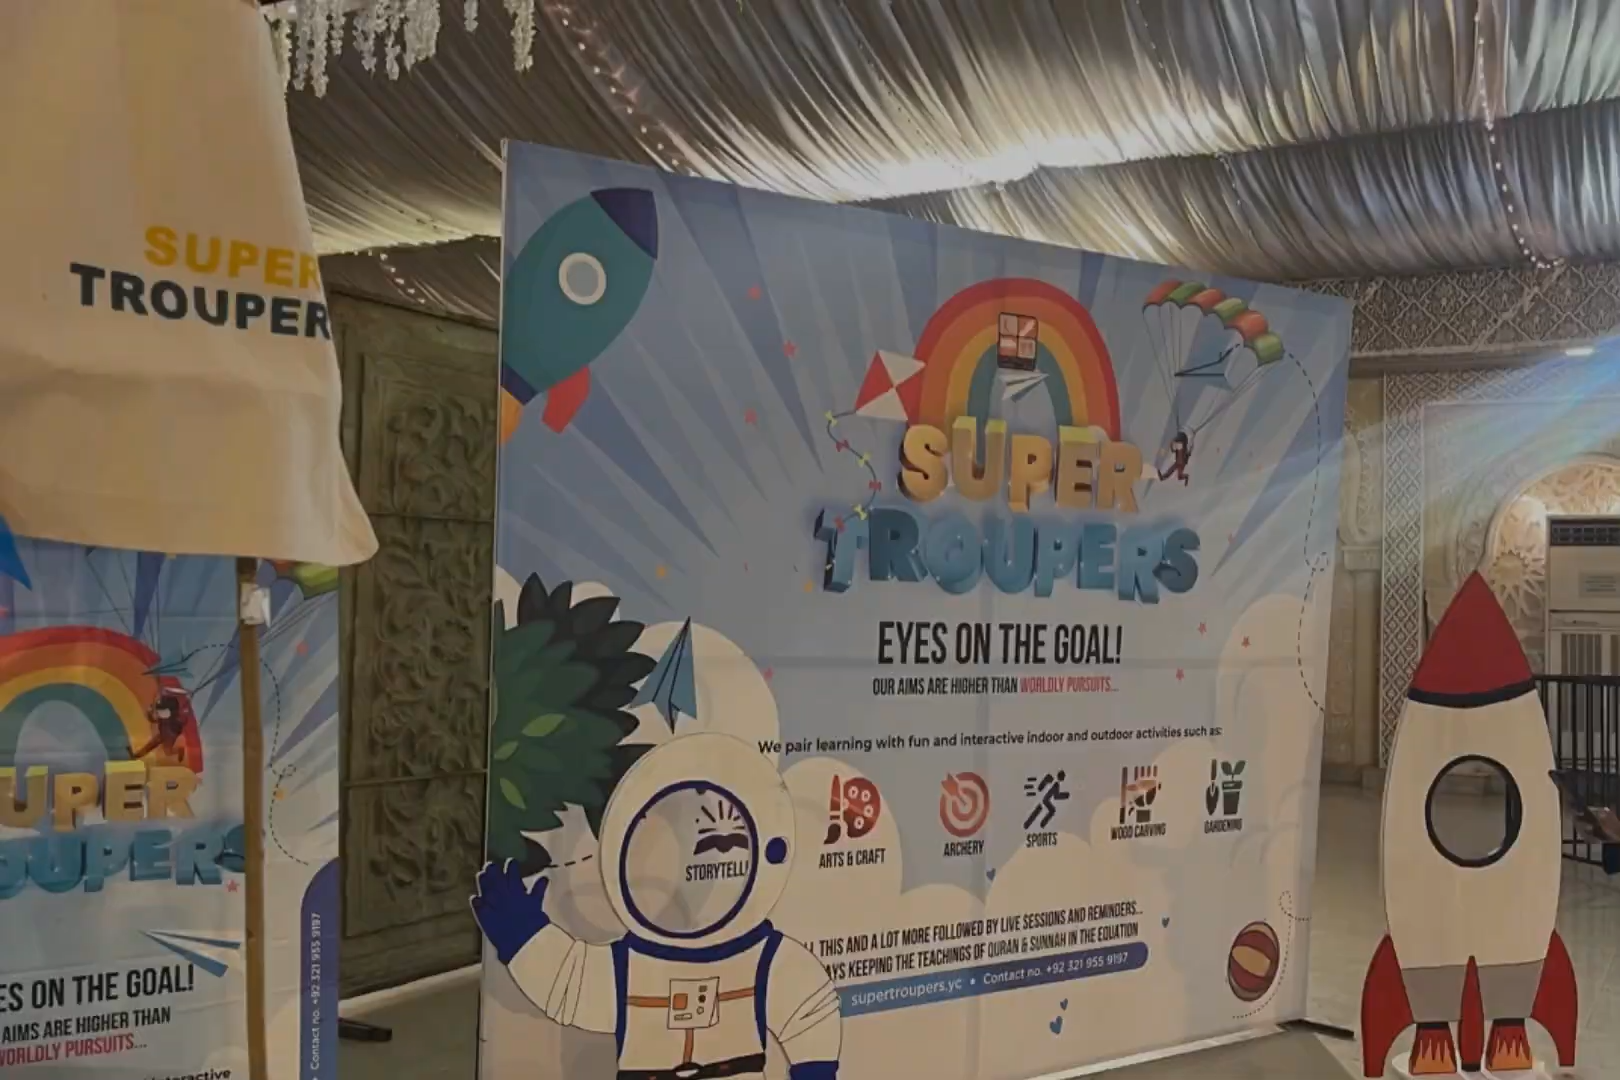 SUPER
TROUPER
SUPER
TROUPERS
EYES ON THE GOAL!
OUR AIMS ARE HIGHER THAN WORLDLY PURSUITS...
We pair learning with fun and interactive indoor and outdoor activities such as:
STORYTELL
ARTS & CRAFT
ARCHERY
SPORTS
WOOD CARVING
GARDENING
THIS AND A LOT MORE FOLLOWED BY LIVE SESSIONS AND REMINDERS...
AYS KEEPING THE TEACHINGS OF QURAN & SUNNAH IN THE EQUATION
supertroupers.yc • Contact no. +92 321 955 9197
UPER
OUPERS
ES ON THE GOAL!
AIMS ARE HIGHER THAN
WORLDLY PURSUITS...
interactive
Contact no. +92 321 955 9197